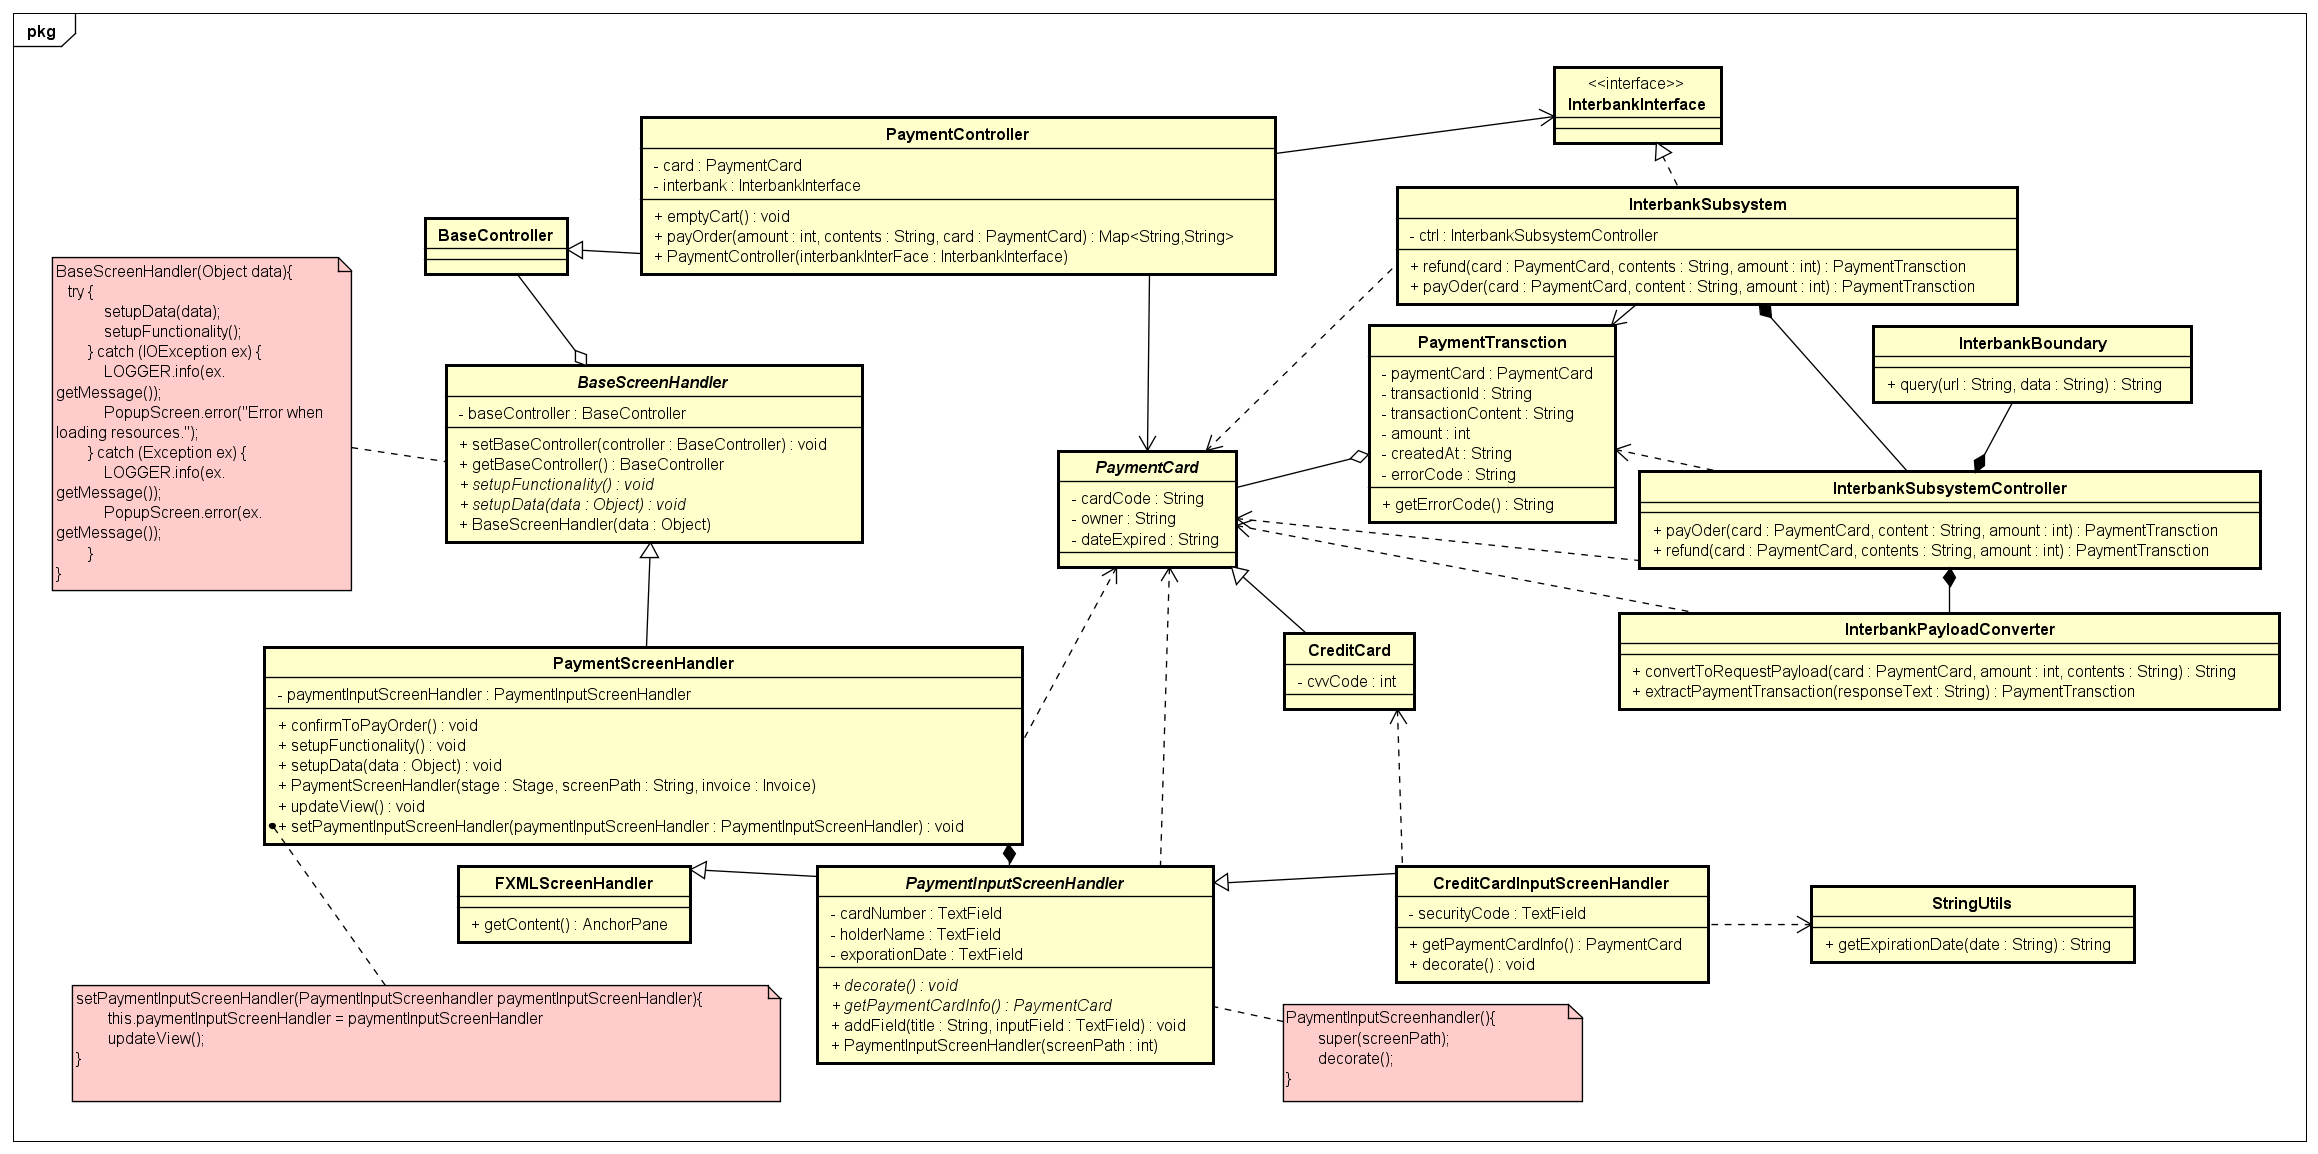 pkg
<<interface>>
InterbankInterface
PaymentController
- card : PaymentCard
- interbank : InterbankInterface
+ emptyCart() : void
+ payOrder(amount : int, contents : String, card : PaymentCard) : Map<String,String>
+ PaymentController(interbankInterFace : InterbankInterface)
InterbankSubsystem
- ctrl : InterbankSubsystemController
+ refund(card : PaymentCard, contents : String, amount : int) : PaymentTransction
+ payOder(card : PaymentCard, content : String, amount : int) : PaymentTransction
BaseController
BaseScreenHandler(Object data){
try {
setupData(data);
setupFunctionality();
} catch (IOException ex) {
LOGGER.info(ex.
getMessage());
PopupScreen.error("Error when
loading resources.");
} catch (Exception ex) {
LOGGER.info(ex.
getMessage());
PopupScreen.error(ex.
getMessage());
}
}
BaseScreenHandler
- baseController : BaseController
+ setBaseController(controller : BaseController) : void
+ getBaseController() : BaseController
+ setupFunctionality() : void
+ setupData(data : Object) : void
+ BaseScreenHandler(data : Object)
PaymentTransction
- paymentCard : PaymentCard
- transactionId : String
- transactionContent : String
- amount : int
- createdAt : String
- errorCode : String
+ getErrorCode() : String
InterbankBoundary
+ query(url : String, data : String) : String
PaymentCard
- cardCode : String
- owner : String
- dateExpired : String
InterbankSubsystemController
+ payOder(card : PaymentCard, content : String, amount : int) : PaymentTransction
+ refund(card : PaymentCard, contents : String, amount : int) : PaymentTransction
InterbankPayloadConverter
+ convertToRequestPayload(card : PaymentCard, amount : int, contents : String) : String
+ extractPaymentTransaction(responseText : String) : PaymentTransction
CreditCard
- cvvCode : int
PaymentScreenHandler
- paymentInputScreenHandler : PaymentInputScreenHandler
+ confirmToPayOrder() : void
+ setupFunctionality() : void
+ setupData(data : Object) : void
+ PaymentScreenHandler(stage : Stage, screenPath : String, invoice : Invoice)
+ updateView() : void
+ setPaymentInputScreenHandler(paymentInputScreenHandler : PaymentInputScreenHandler) : void
FXMLScreenHandler
+ getContent() : AnchorPane
PaymentInputScreenHandler
- cardNumber : TextField
- holderName : TextField
- exporationDate : TextField
+ decorate() : void
+ getPaymentCardInfo() : PaymentCard
+ addField(title : String, inputField : TextField) : void
+ PaymentInputScreenHandler(screenPath : int)
CreditCardInputScreenHandler
- securityCode : TextField
+ getPaymentCardInfo() : PaymentCard
+ decorate() : void
StringUtils
+ getExpirationDate(date : String) : String
setPaymentInputScreenHandler(PaymentInputScreenhandler paymentInputScreenHandler){
this.paymentInputScreenHandler = paymentInputScreenHandler
updateView();
}
PaymentInputScreenhandler(){
super(screenPath);
decorate();
}